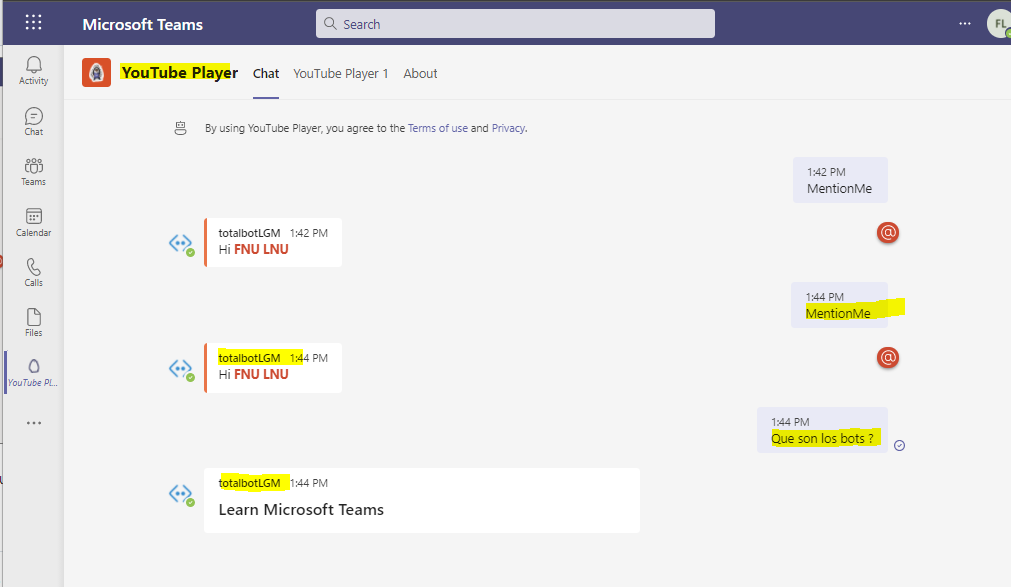 Microsoft Teams
Search
FL
Activity
Chat
Teams
Calendar
Calls
Files
YouTube Pl...
YouTube Player
Chat YouTube Player 1 About
By using YouTube Player, you agree to the Terms of use and Privacy.
1:42 PM
MentionMe
totalbotLGM 1:42 PM
Hi FNU LNU
1:44 PM
MentionMe
totalbotLGM 1:44 PM
Hi FNU LNU
1:44 PM
Que son los bots ?
totalbotLGM 1:44 PM
Learn Microsoft Teams